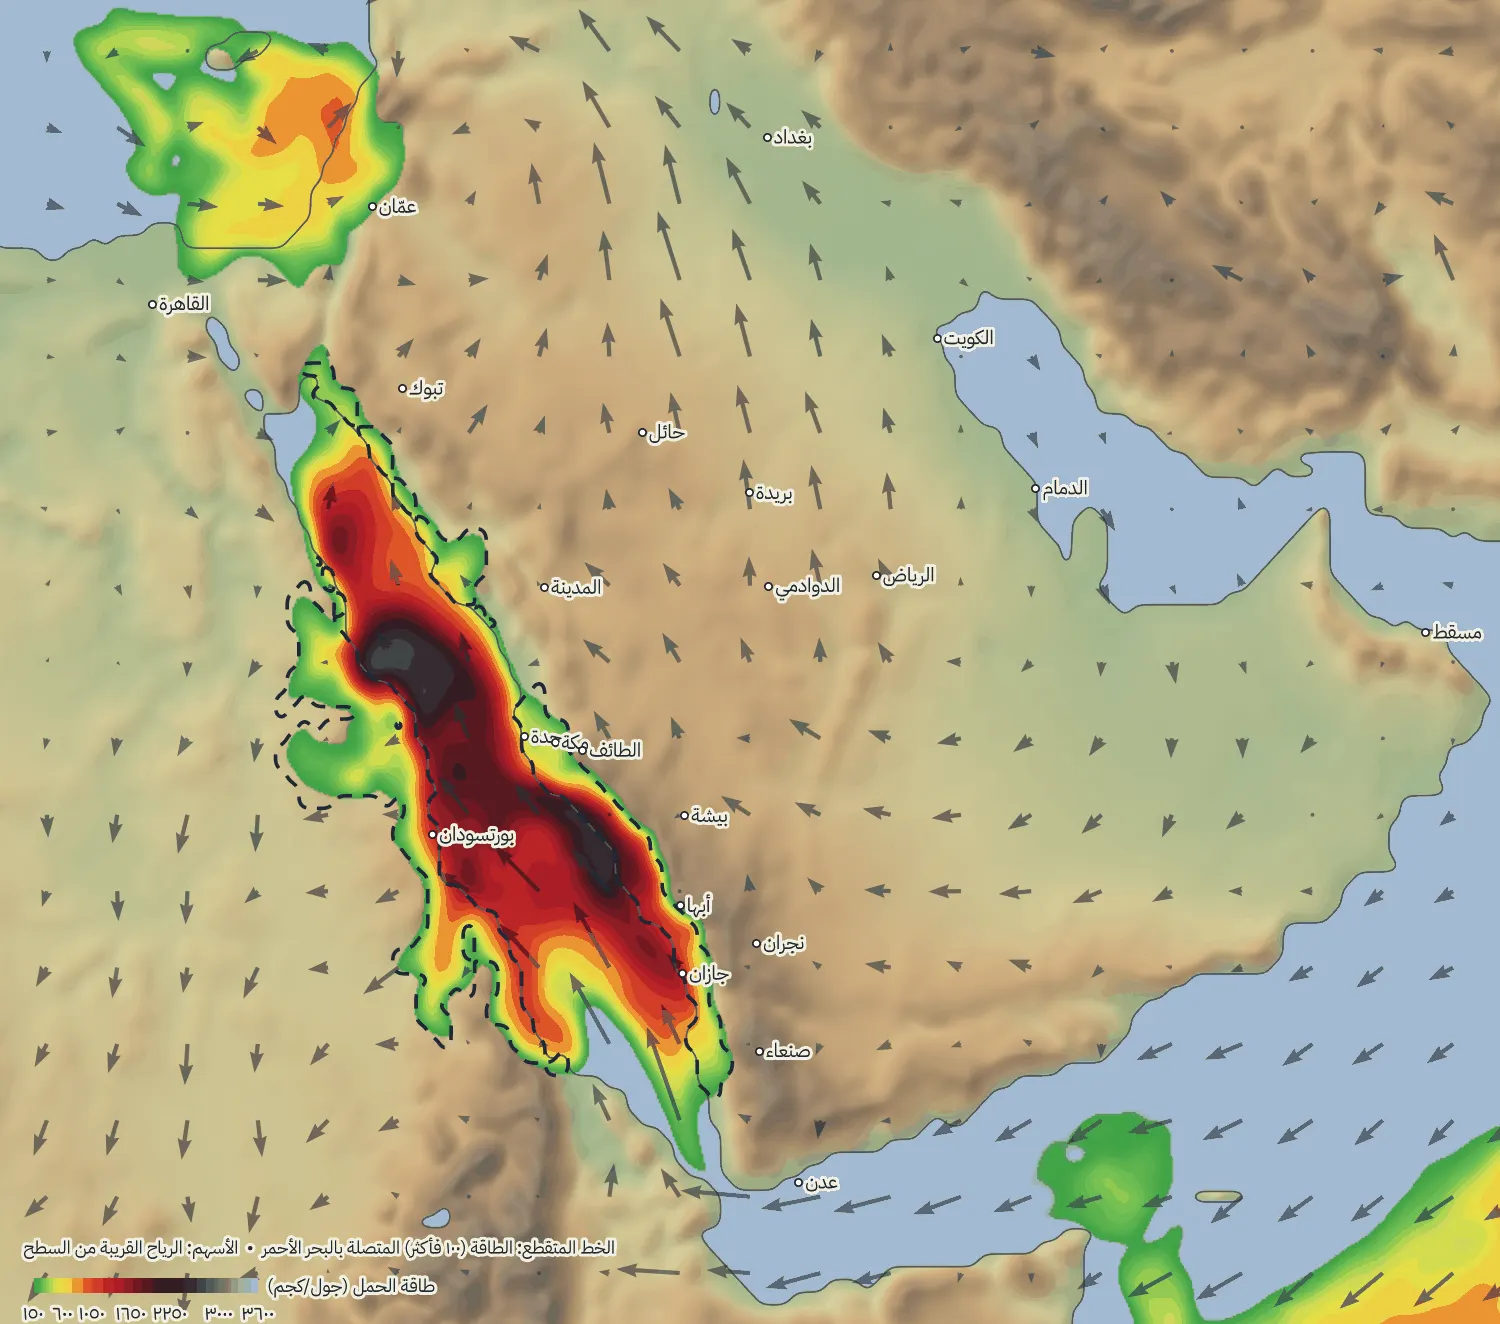 بغداد
عمّان
القاهرة
الكويت
تبوك
حائل
الدمام
بريدة
المدينة
الدوادمي
الرياض
مسقط
جدة
مكة
الطائف
بيشة
بورتسودان
أبها
نجران
جازان
صنعاء
عدن
الخط المتقطع: الطاقة (١٠٠ فأكثر) المتصلة بالبحر الأحمر • الأسهم: الرياح القريبة من السطح
طاقة الحمل (جول/كجم)
١٥٠ ٦٠٠ ١٠٥٠ ١٦٥٠ ٢٢٥٠ ٣٠٠٠ ٣٦٠٠